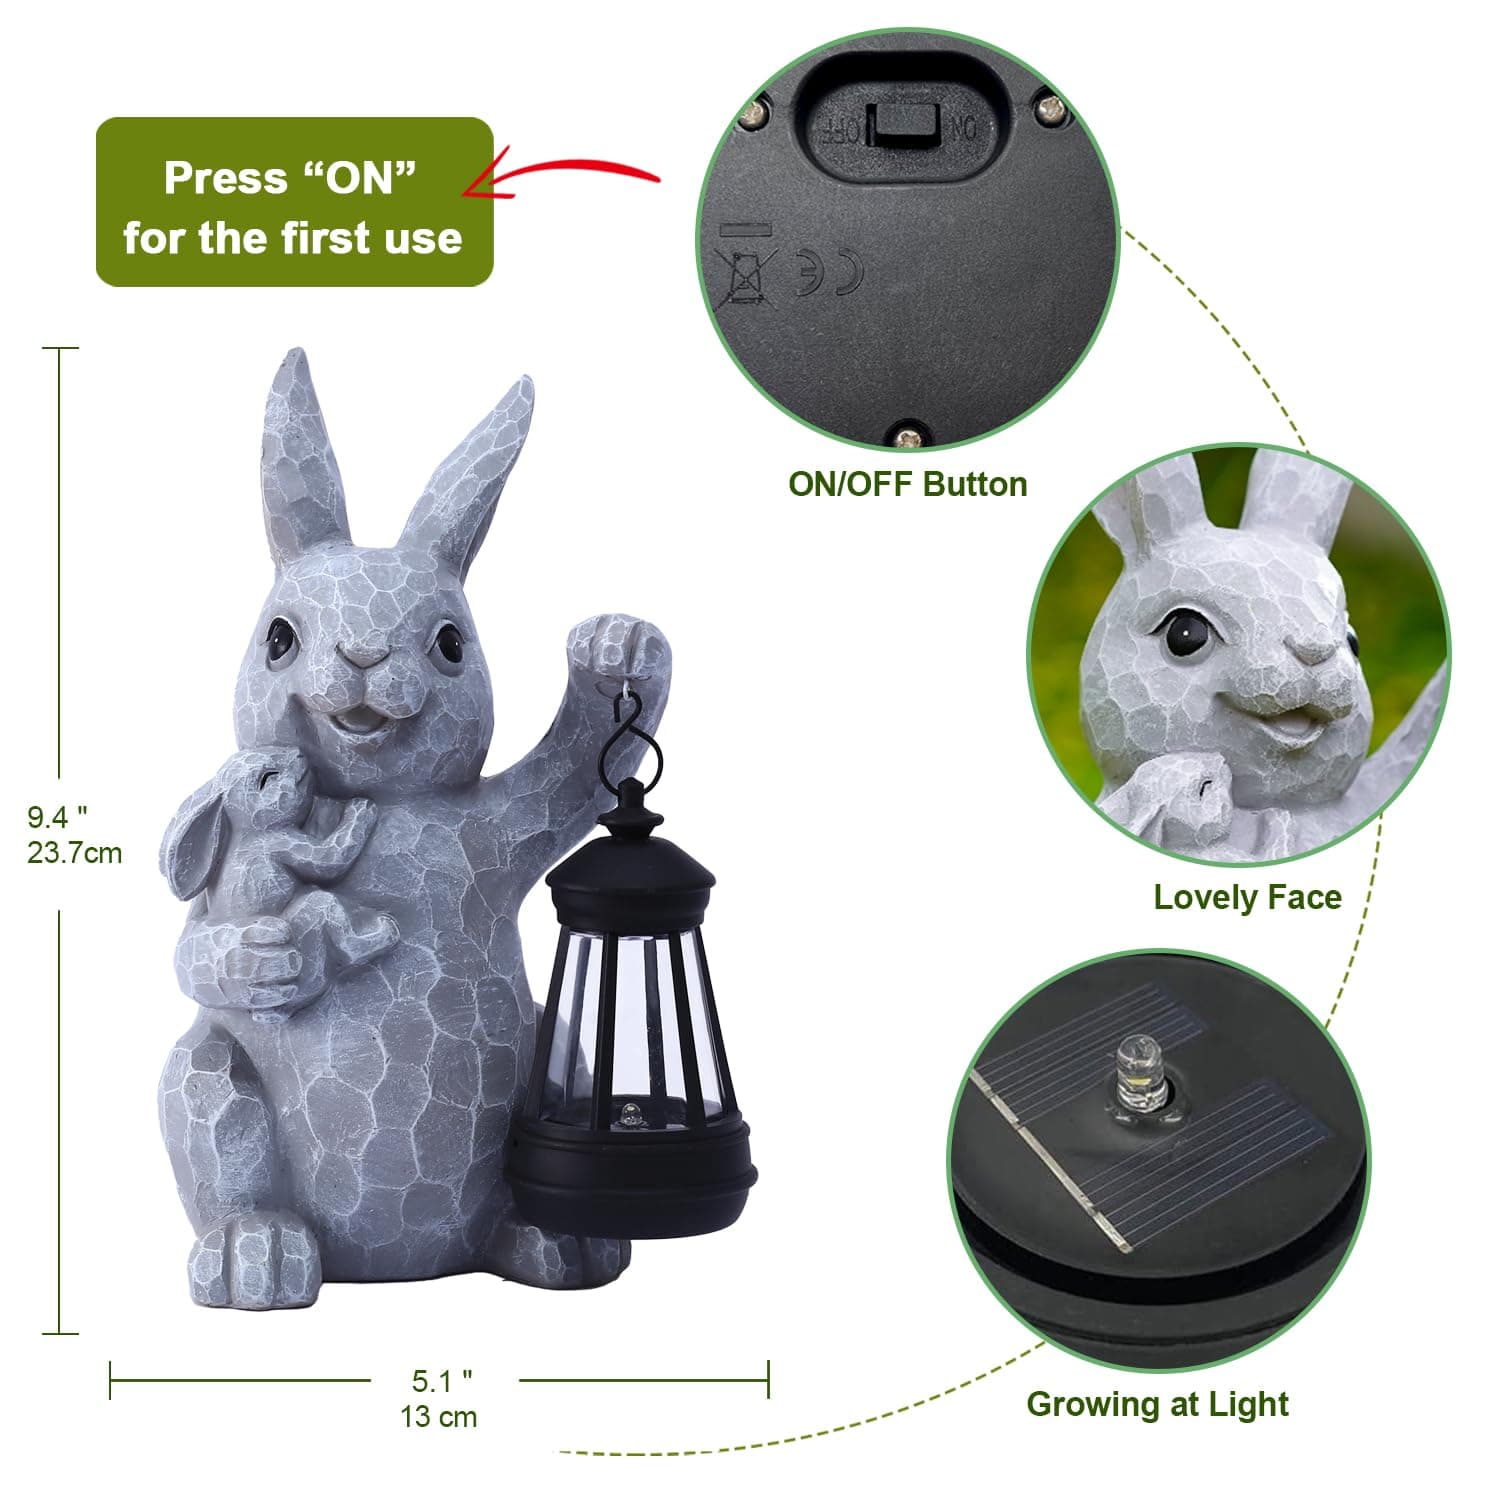 Press “ON”
for the first use
OFF ON
CE
ON/OFF Button
Lovely Face
9.4 "
23.7cm
Growing at Light
5.1 "
13 cm